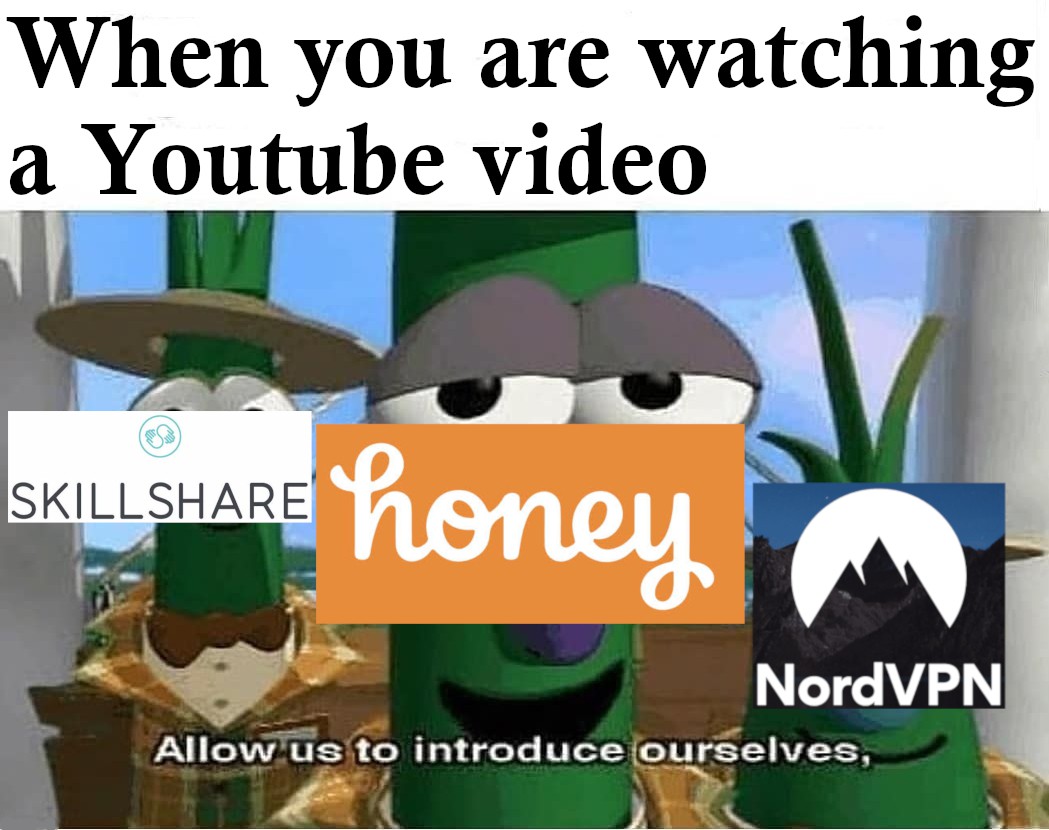 When you are watching
a Youtube video
SKILLSHARE
honey
NordVPN
Allow us to introduce ourselves,